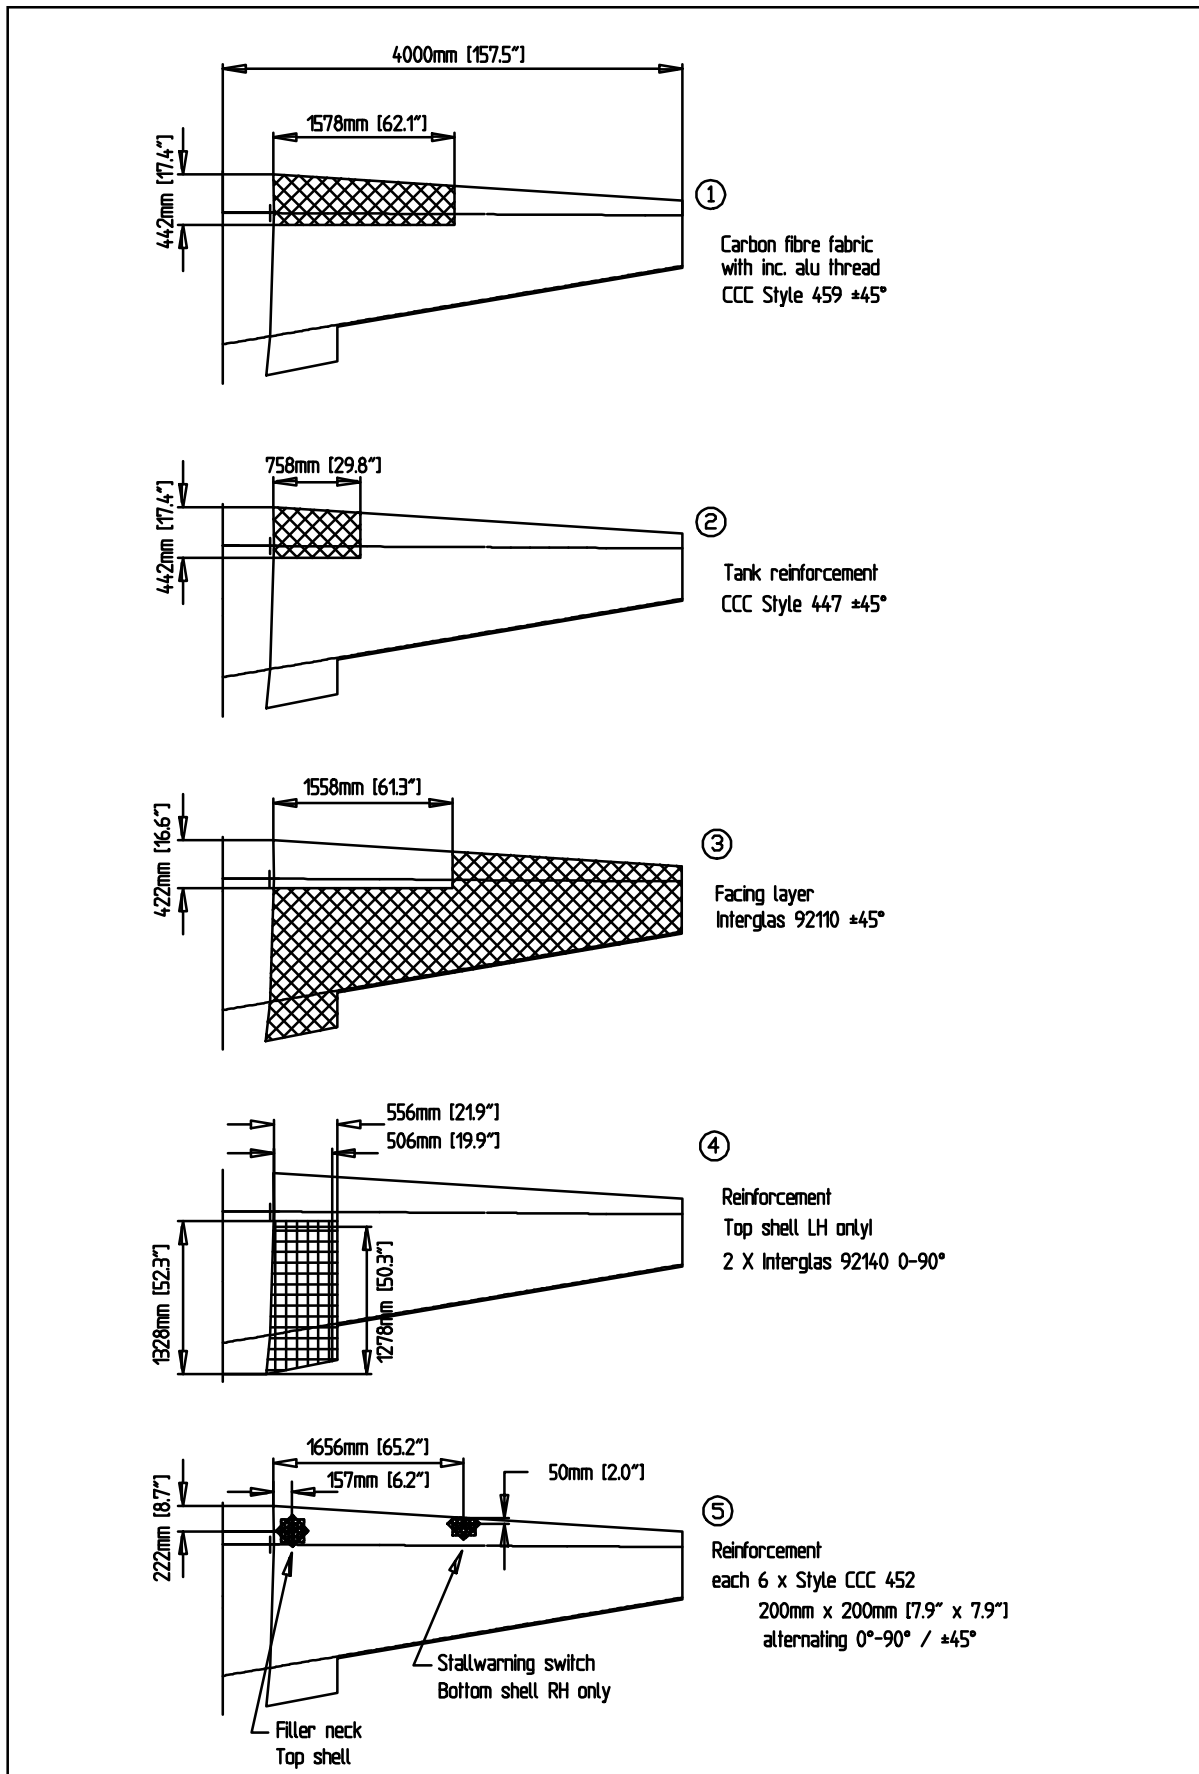 4000mm [157.5"]
1578mm [62.1"]
442mm [17.4"]
1
Carbon fibre fabric
with inc. alu thread
CCC Style 459 ±45°
758mm [29.8"]
442mm [17.4"]
2
Tank reinforcement
CCC Style 447 ±45°
1558mm [61.3"]
422mm [16.6"]
3
Facing layer
Interglas 92110 ±45°
556mm [21.9"]
506mm [19.9"]
4
Reinforcement
Top shell LH only!
2 X Interglas 92140 0-90°
1328mm [52.3"]
1278mm [50.3"]
1656mm [65.2"]
157mm [6.2"]
50mm [2.0"]
222mm [8.7"]
5
Reinforcement
each 6 x Style CCC 452
200mm x 200mm [7.9" x 7.9"]
alternating 0°-90° / ±45°
Stallwarning switch
Bottom shell RH only
Filler neck
Top shell